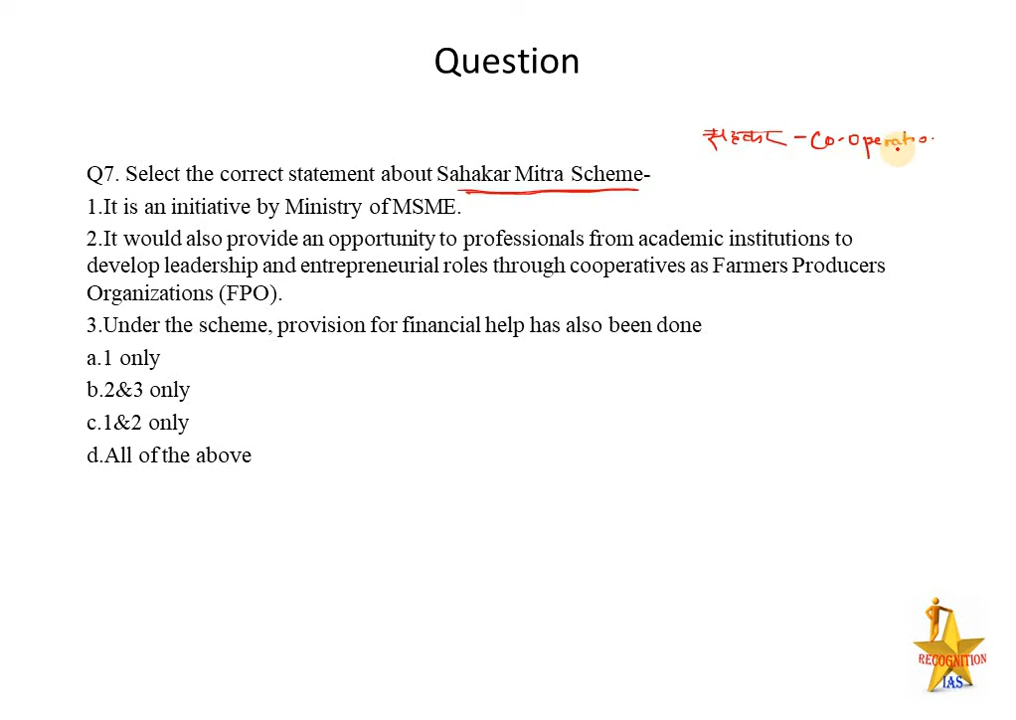 Question
सहकार - Co-operatio
Q7. Select the correct statement about Sahakar Mitra Scheme-
1.It is an initiative by Ministry of MSME.
2.It would also provide an opportunity to professionals from academic institutions to
develop leadership and entrepreneurial roles through cooperatives as Farmers Producers
Organizations (FPO).
3.Under the scheme, provision for financial help has also been done
a.1 only
b.2&3 only
c.1&2 only
d.All of the above
RECOGNITION
IAS